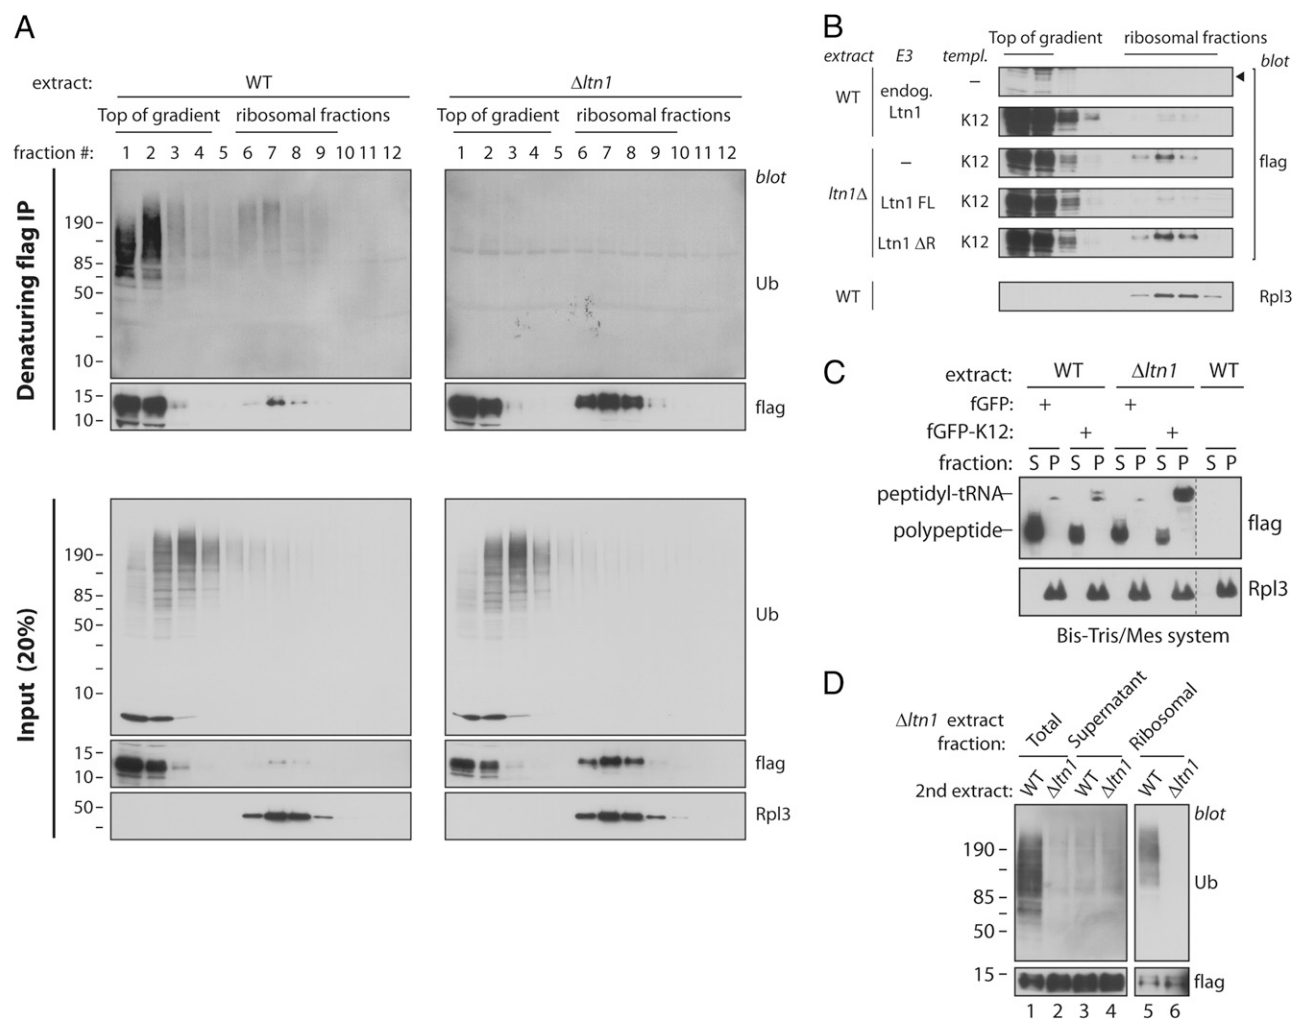 A
extract: WT Δltn1
Top of gradient ribosomal fractions Top of gradient ribosomal fractions
fraction #: 1 2 3 4 5 6 7 8 9 10 11 12 1 2 3 4 5 6 7 8 9 10 11 12
Denaturing flag IP
blot
190
85
50
10
Ub
15
10
flag
Input (20%)
190
85
50
10
Ub
15
10
flag
50
Rpl3
B
Top of gradient ribosomal fractions
extract E3 templ. blot
WT endog. Ltn1 –
K12
flag
ltn1Δ – K12
Ltn1 FL K12
Ltn1 ΔR K12
WT Rpl3
C
extract: WT Δltn1 WT
fGFP: + +
fGFP-K12: + +
fraction: S P S P S P S P S P
peptidyl-tRNA
polypeptide
flag
Rpl3
Bis-Tris/Mes system
D
Δltn1 extract fraction: Total Supernatant Ribosomal
2nd extract: WT Δltn1 WT Δltn1 WT Δltn1
blot
190
85
50
Ub
15
flag
1 2 3 4 5 6